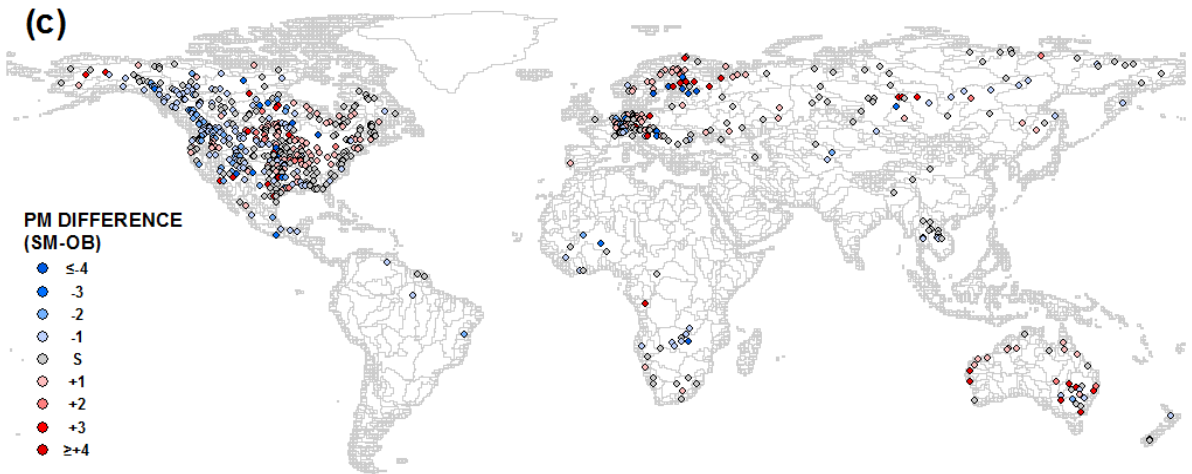 (c)
PM DIFFERENCE
(SM-OB)
≤-4
-3
-2
-1
S
+1
+2
+3
≥+4